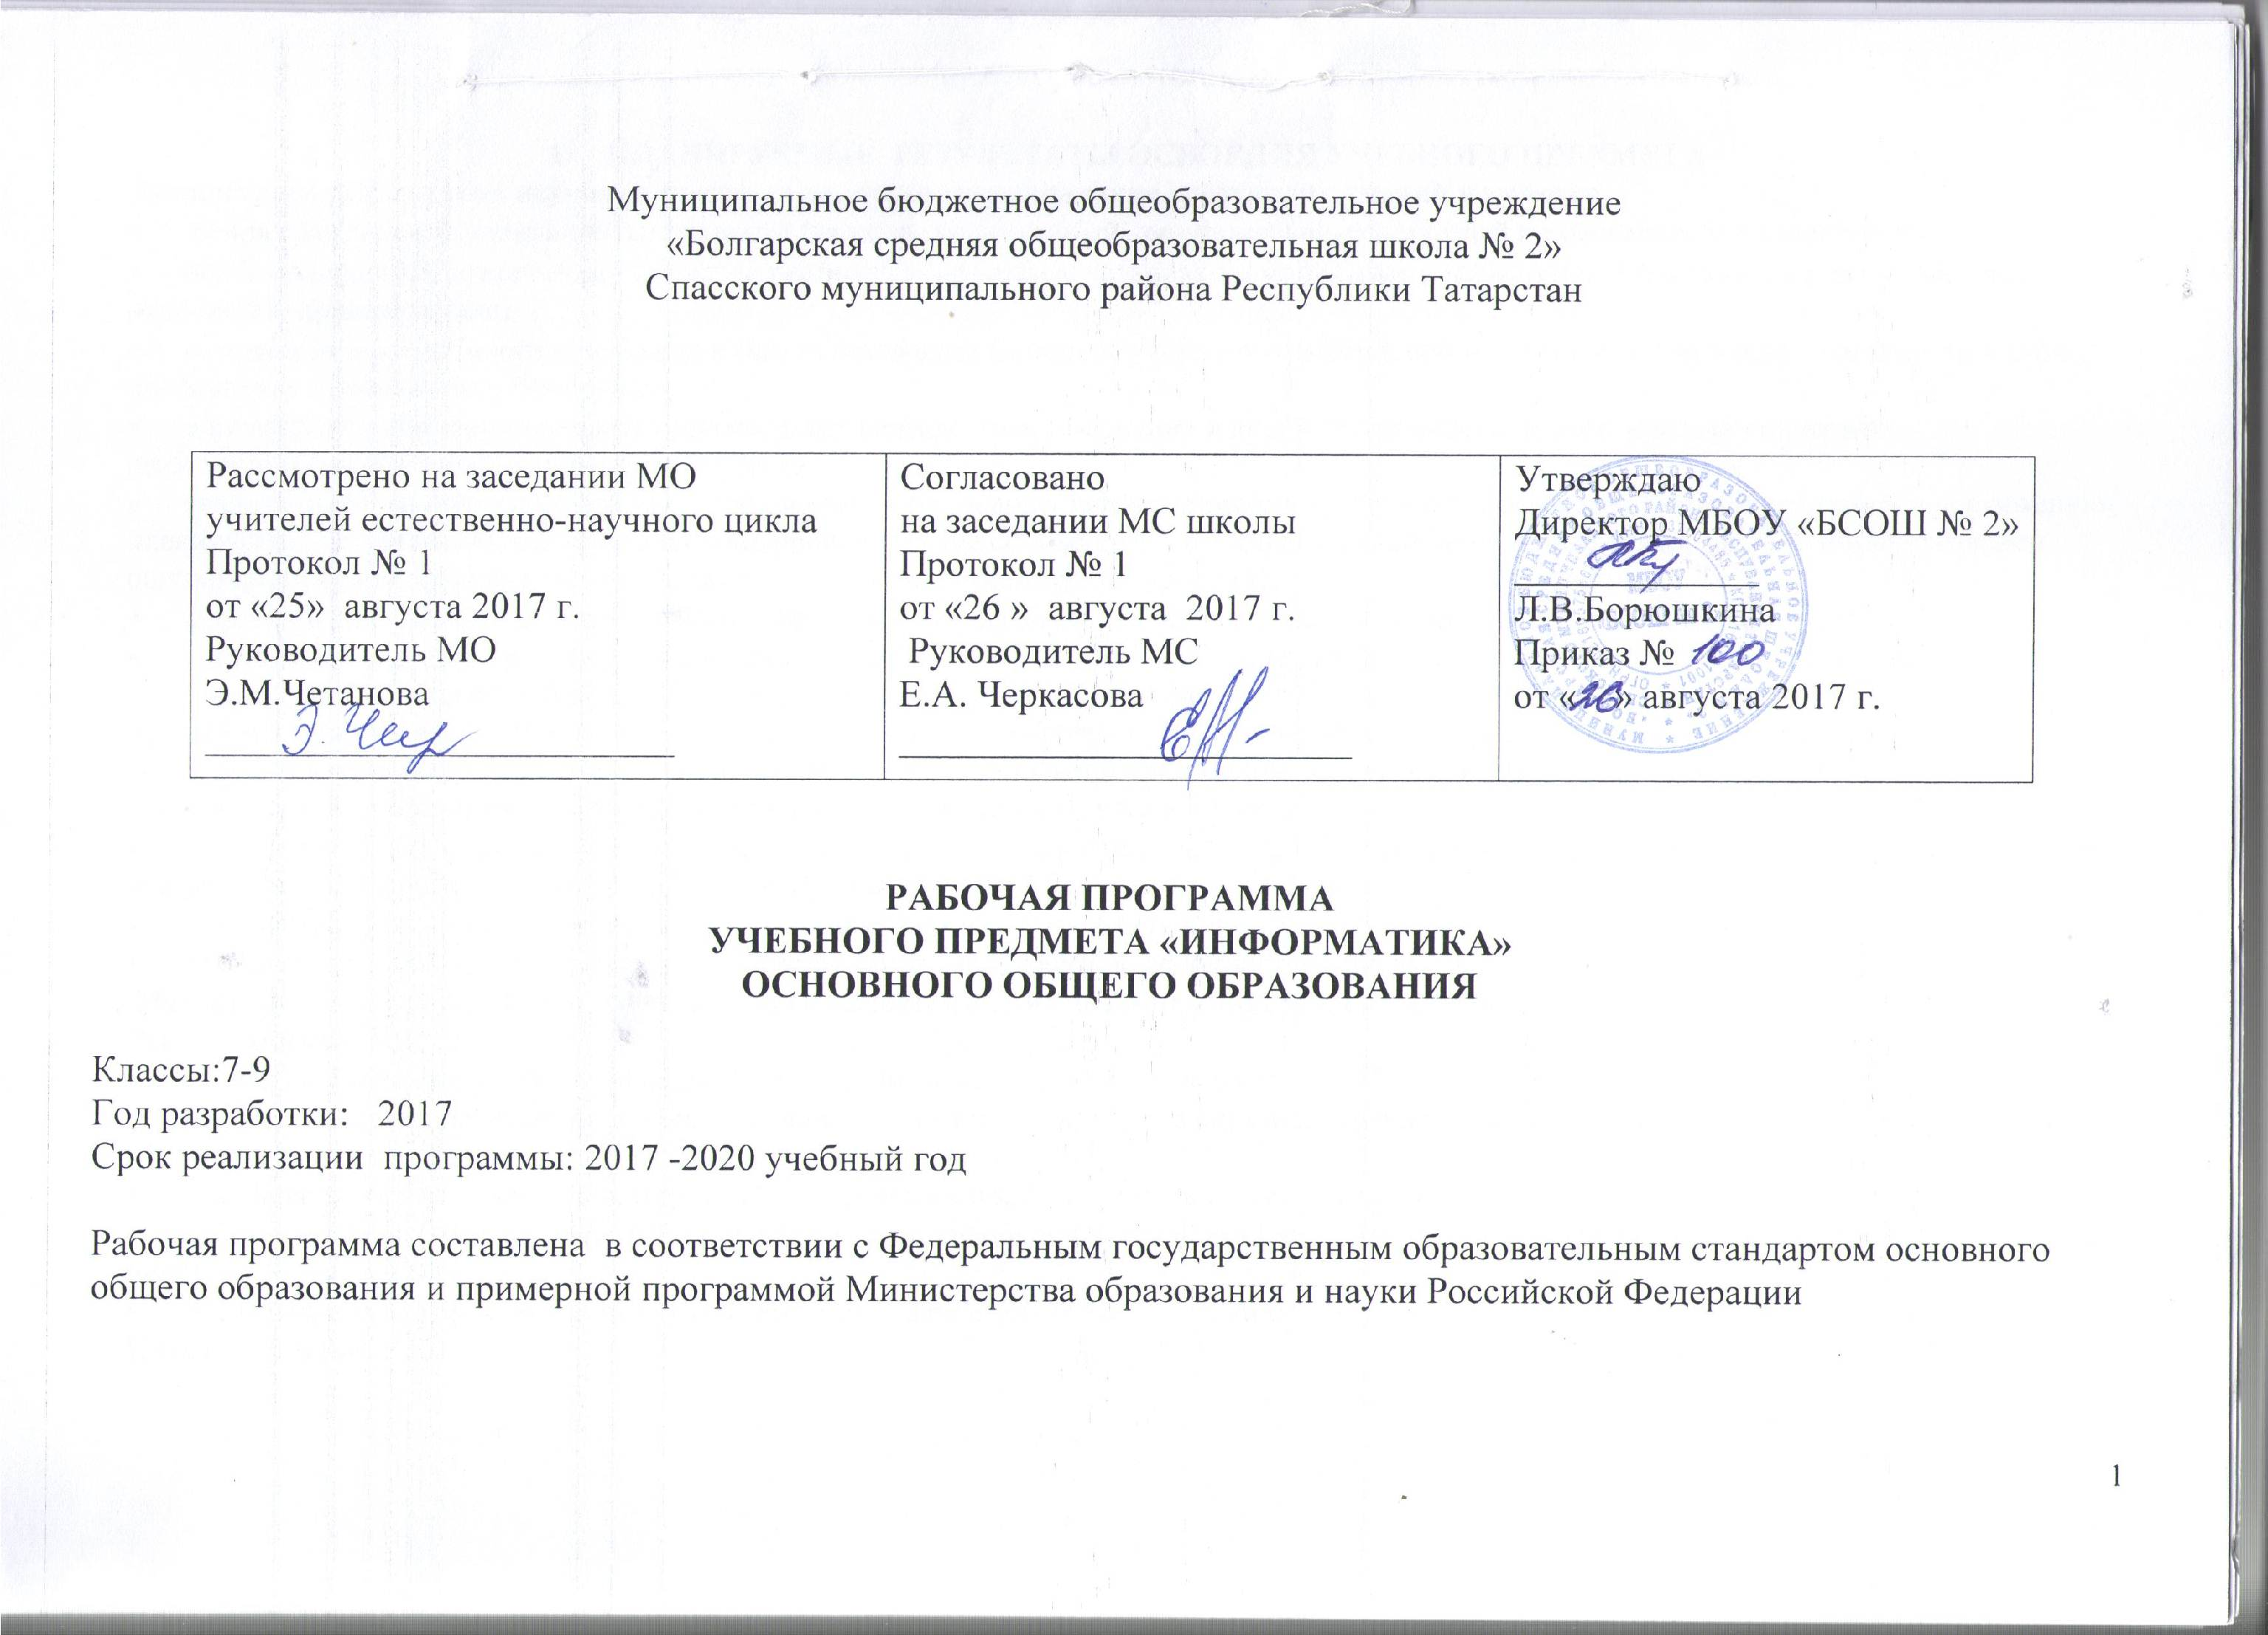 Муниципальное бюджетное общеобразовательное учреждение
«Болгарская средняя общеобразовательная школа № 2»
Спасского муниципального района Республики Татарстан
Рассмотрено на заседании МО
учителей естественно-научного цикла
Протокол № 1
от «25»  августа 2017 г.
Руководитель МО
Э.М.Четанова
Согласовано
на заседании МС школы
Протокол № 1
от «26 »  августа  2017 г.
Руководитель МС
Е.А. Черкасова
Утверждаю
Директор МБОУ «БСОШ № 2»
Л.В.Борюшкина
Приказ № 100
от «26» августа 2017 г.
РАБОЧАЯ ПРОГРАММА
УЧЕБНОГО ПРЕДМЕТА «ИНФОРМАТИКА»
ОСНОВНОГО ОБЩЕГО ОБРАЗОВАНИЯ
Классы:7-9
Год разработки:   2017
Срок реализации  программы: 2017 -2020 учебный год
Рабочая программа составлена  в соответствии с Федеральным государственным образовательным стандартом основного
общего образования и примерной программой Министерства образования и науки Российской Федерации
1